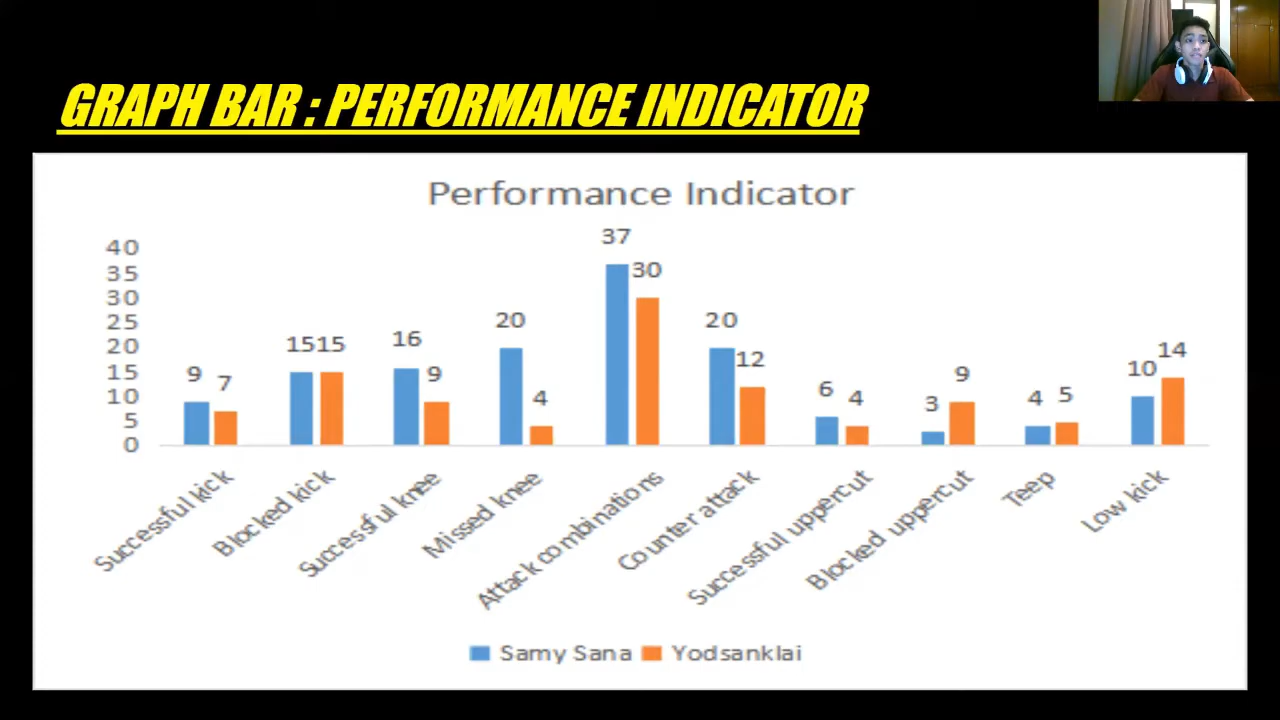 GRAPH BAR : PERFORMANCE INDICATOR
Performance Indicator
40
35
30
25
20
15
10
5
0
9 7
15 15
16 9
20 4
37 30
20 12
6 4
3 9
4 5
10 14
Successful kick
Blocked kick
Successful knee
Missed knee
Attack combinations
Counter attack
Successful uppercut
Blocked uppercut
Teep
Low kick
Samy Sana Yodsanklai